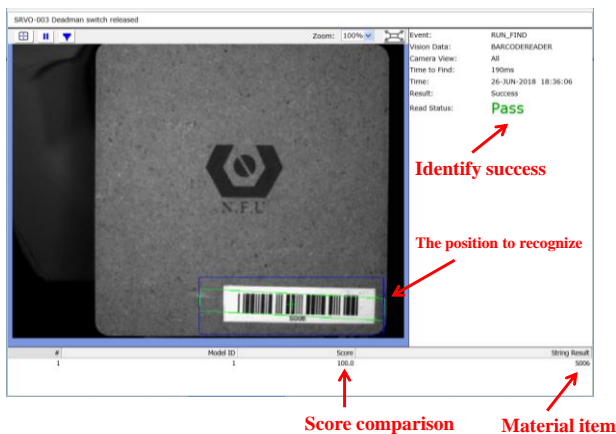 SRVO-003 Deadman switch released
Zoom: 100%
Event: RUN_FIND
Vision Data: BARCODEREADER
Camera View: All
Time to Find: 190ms
Time: 26-JUN-2018 18:36:06
Result: Success
Read Status: Pass
Identify success
N.F.U
The position to recognize
S006
# Model ID Score String Result
1 1 100.0 S006
Score comparison Material item